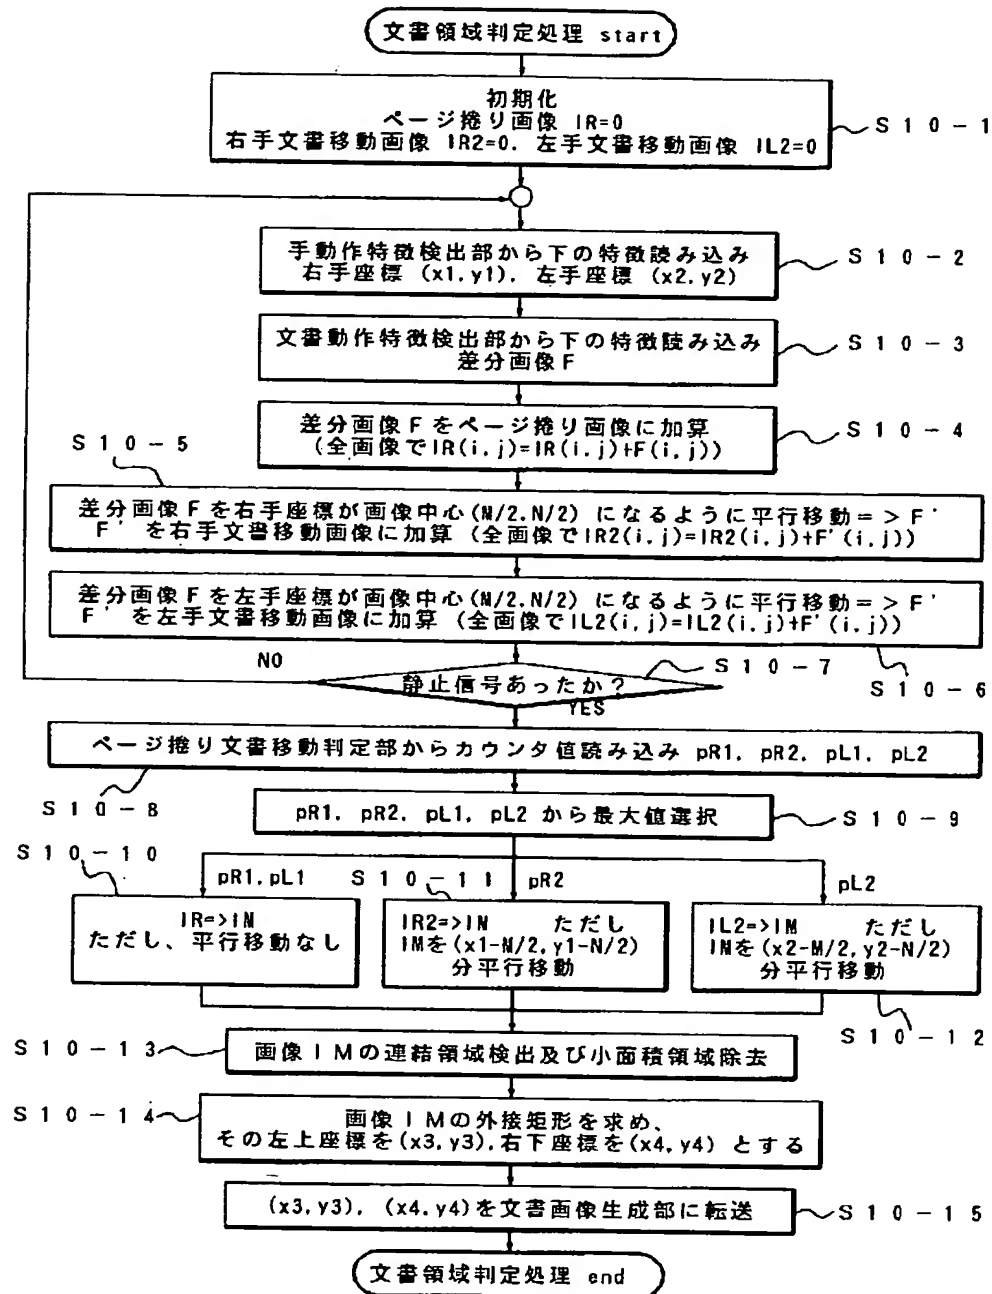 文書領域判定処理 start
初期化
ページ捲り画像 IR=0
右手文書移動画像 IR2=0. 左手文書移動画像 IL2=0
S10-1
手動作特徴検出部から下の特徴読み込み
右手座標 (x1,y1). 左手座標 (x2,y2)
S10-2
文書動作特徴検出部から下の特徴読み込み
差分画像F
S10-3
差分画像Fをページ捲り画像に加算
(全画像でIR(i,j)=IR(i,j)+F(i,j))
S10-4
S10-5
差分画像Fを右手座標が画像中心(M/2.N/2) になるように平行移動=>F'
F' を右手文書移動画像に加算 (全画像でIR2(i,j)=IR2(i,j)+F'(i,j))
差分画像Fを左手座標が画像中心(M/2.N/2) になるように平行移動=>F'
F' を左手文書移動画像に加算 (全画像でIL2(i,j)=IL2(i,j)+F'(i,j))
S10-6
NO
静止信号あったか?
S10-7
YES
ページ捲り文書移動判定部からカウンタ値読み込み pR1. pR2. pL1. pL2
S10-8
pR1. pR2. pL1. pL2 から最大値選択
S10-9
S10-10
pR1.pL1
IR=>IM
ただし、平行移動なし
S10-11
pR2
IR2=>IM ただし
IMを(x1-M/2,y1-N/2)
分平行移動
pL2
IL2=>IM ただし
IMを(x2-M/2,y2-N/2)
分平行移動
S10-12
S10-13
画像IMの連結領域検出及び小面積領域除去
S10-14
画像IMの外接矩形を求め、
その左上座標を(x3,y3).右下座標を(x4,y4) とする
(x3,y3). (x4,y4)を文書画像生成部に転送
S10-15
文書領域判定処理 end